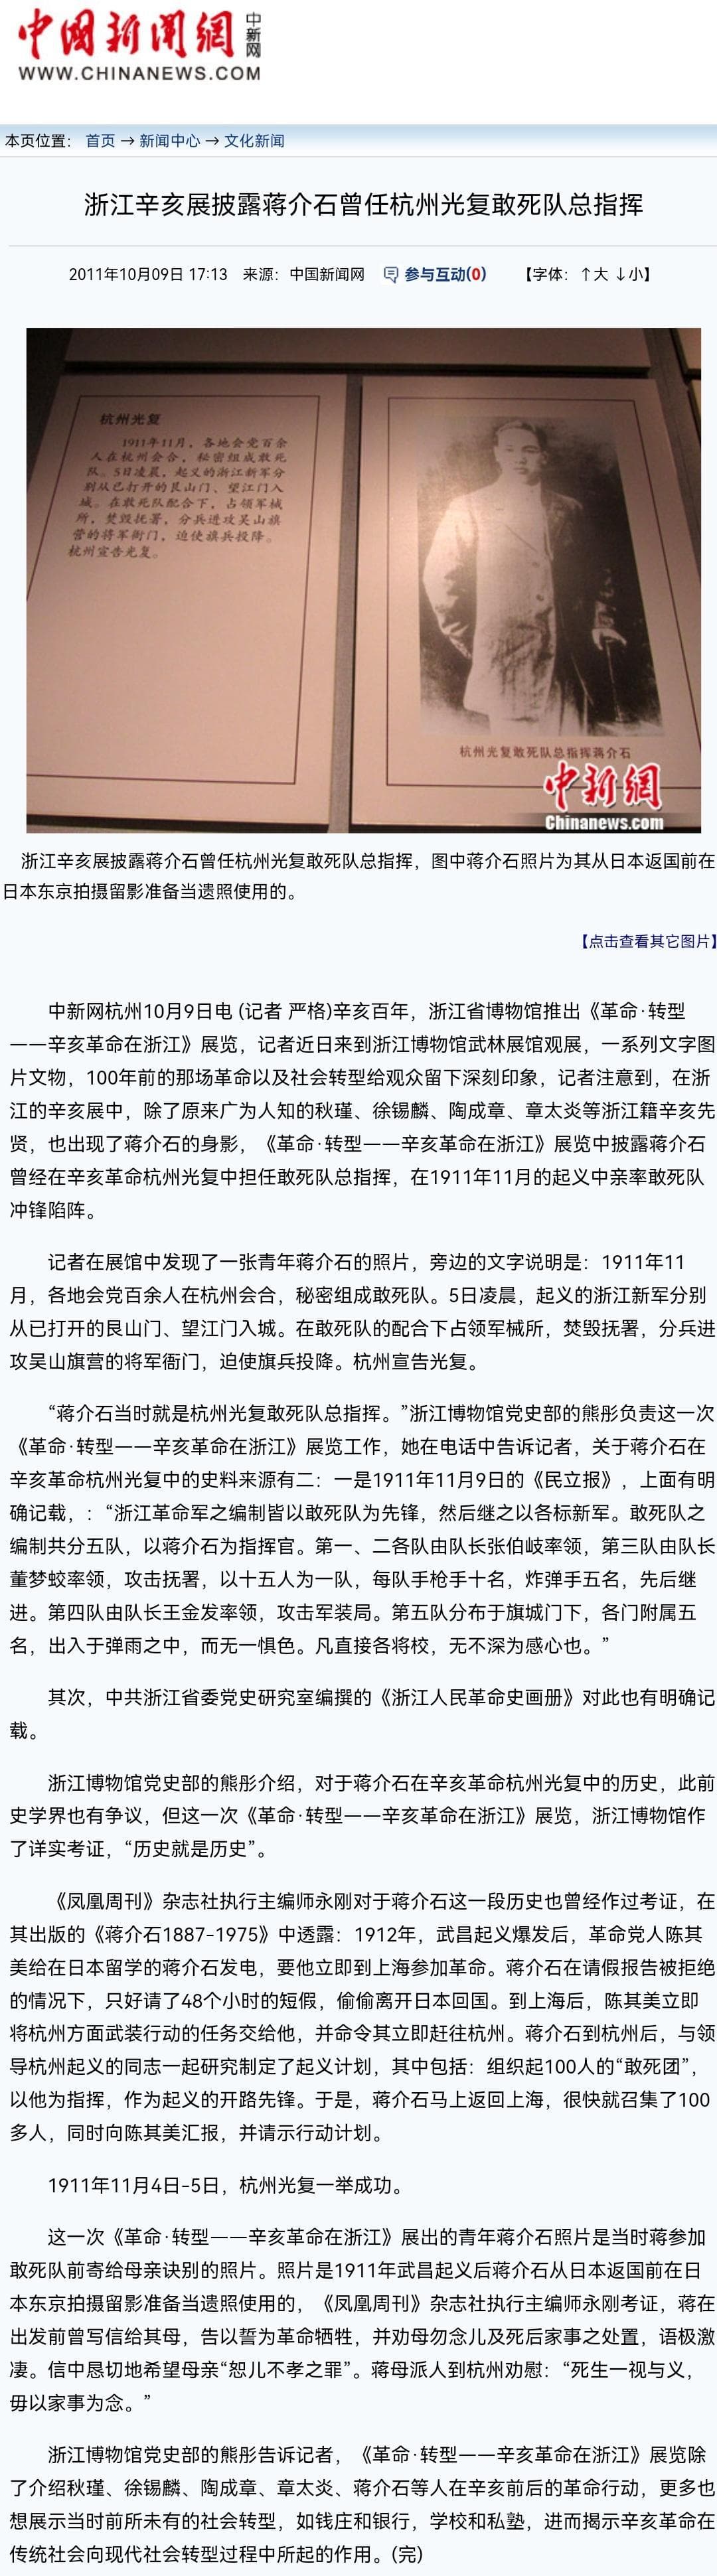 中国新闻網 中新网
WWW.CHINANEWS.COM
本页位置： 首页 → 新闻中心 → 文化新闻
浙江辛亥展披露蒋介石曾任杭州光复敢死队总指挥
2011年10月09日 17:13 来源：中国新闻网 参与互动(0) 【字体：↑大 ↓小】
杭州光复
1911年11月，各地会党百余
人在杭州会合，秘密组成敢死
队。5日凌晨，起义的浙江新军分
别从已打开的艮山门、望江门入
城。在敢死队配合下，占领军械
所，焚毁抚署，分兵进攻吴山旗
营的将军衙门，迫使旗兵投降。
杭州宣告光复。
杭州光复敢死队总指挥蒋介石
中新網
Chinanews.com
浙江辛亥展披露蒋介石曾任杭州光复敢死队总指挥，图中蒋介石照片为其从日本返国前在
日本东京拍摄留影准备当遗照使用的。
【点击查看其它图片】
中新网杭州10月9日电 (记者 严格)辛亥百年，浙江省博物馆推出《革命·转型
——辛亥革命在浙江》展览，记者近日来到浙江博物馆武林展馆观展，一系列文字图
片文物，100年前的那场革命以及社会转型给观众留下深刻印象，记者注意到，在浙
江的辛亥展中，除了原来广为人知的秋瑾、徐锡麟、陶成章、章太炎等浙江籍辛亥先
贤，也出现了蒋介石的身影，《革命·转型——辛亥革命在浙江》展览中披露蒋介石
曾经在辛亥革命杭州光复中担任敢死队总指挥，在1911年11月的起义中亲率敢死队
冲锋陷阵。
记者在展馆中发现了一张青年蒋介石的照片，旁边的文字说明是：1911年11
月，各地会党百余人在杭州会合，秘密组成敢死队。5日凌晨，起义的浙江新军分别
从已打开的艮山门、望江门入城。在敢死队的配合下占领军械所，焚毁抚署，分兵进
攻吴山旗营的将军衙门，迫使旗兵投降。杭州宣告光复。
“蒋介石当时就是杭州光复敢死队总指挥。”浙江博物馆党史部的熊彤负责这一次
《革命·转型——辛亥革命在浙江》展览工作，她在电话中告诉记者，关于蒋介石在
辛亥革命杭州光复中的史料来源有二：一是1911年11月9日的《民立报》，上面有明
确记载，：“浙江革命军之编制皆以敢死队为先锋，然后继之以各标新军。敢死队之
编制共分五队，以蒋介石为指挥官。第一、二各队由队长张伯岐率领，第三队由队长
董梦蛟率领，攻击抚署，以十五人为一队，每队手枪手十名，炸弹手五名，先后继
进。第四队由队长王金发率领，攻击军装局。第五队分布于旗城门下，各门附属五
名，出入于弹雨之中，而无一惧色。凡直接各将校，无不深为感心也。”
其次，中共浙江省委党史研究室编撰的《浙江人民革命史画册》对此也有明确记
载。
浙江博物馆党史部的熊彤介绍，对于蒋介石在辛亥革命杭州光复中的历史，此前
史学界也有争议，但这一次《革命·转型——辛亥革命在浙江》展览，浙江博物馆作
了详实考证，“历史就是历史”。
《凤凰周刊》杂志社执行主编师永刚对于蒋介石这一段历史也曾经作过考证，在
其出版的《蒋介石1887-1975》中透露：1912年，武昌起义爆发后，革命党人陈其
美给在日本留学的蒋介石发电，要他立即到上海参加革命。蒋介石在请假报告被拒绝
的情况下，只好请了48个小时的短假，偷偷离开日本回国。到上海后，陈其美立即
将杭州方面武装行动的任务交给他，并命令其立即赶往杭州。蒋介石到杭州后，与领
导杭州起义的同志一起研究制定了起义计划，其中包括：组织起100人的“敢死团”，
以他为指挥，作为起义的开路先锋。于是，蒋介石马上返回上海，很快就召集了100
多人，同时向陈其美汇报，并请示行动计划。
1911年11月4日-5日，杭州光复一举成功。
这一次《革命·转型——辛亥革命在浙江》展出的青年蒋介石照片是当时蒋参加
敢死队前寄给母亲诀别的照片。照片是1911年武昌起义后蒋介石从日本返国前在日
本东京拍摄留影准备当遗照使用的，《凤凰周刊》杂志社执行主编师永刚考证，蒋在
出发前曾写信给其母，告以誓为革命牺牲，并劝母勿念儿及死后家事之处置，语极激
凄。信中恳切地希望母亲“恕儿不孝之罪”。蒋母派人到杭州劝慰：“死生一视与义，
毋以家事为念。”
浙江博物馆党史部的熊彤告诉记者，《革命·转型——辛亥革命在浙江》展览除
了介绍秋瑾、徐锡麟、陶成章、章太炎、蒋介石等人在辛亥前后的革命行动，更多也
想展示当时前所未有的社会转型，如钱庄和银行，学校和私塾，进而揭示辛亥革命在
传统社会向现代社会转型过程中所起的作用。(完)